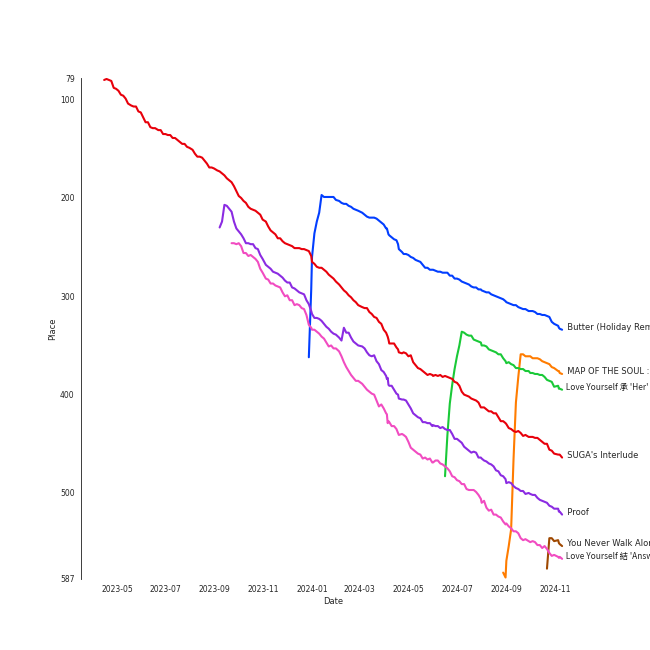 79
100
200
300
400
500
587
Place
2023-05
2023-07
2023-09
2023-11
2024-01
2024-03
2024-05
2024-07
2024-09
2024-11
Date
Butter (Holiday Rem
MAP OF THE SOUL :
Love Yourself 承 'Her'
SUGA's Interlude
Proof
You Never Walk Alon
Love Yourself 結 'Answ